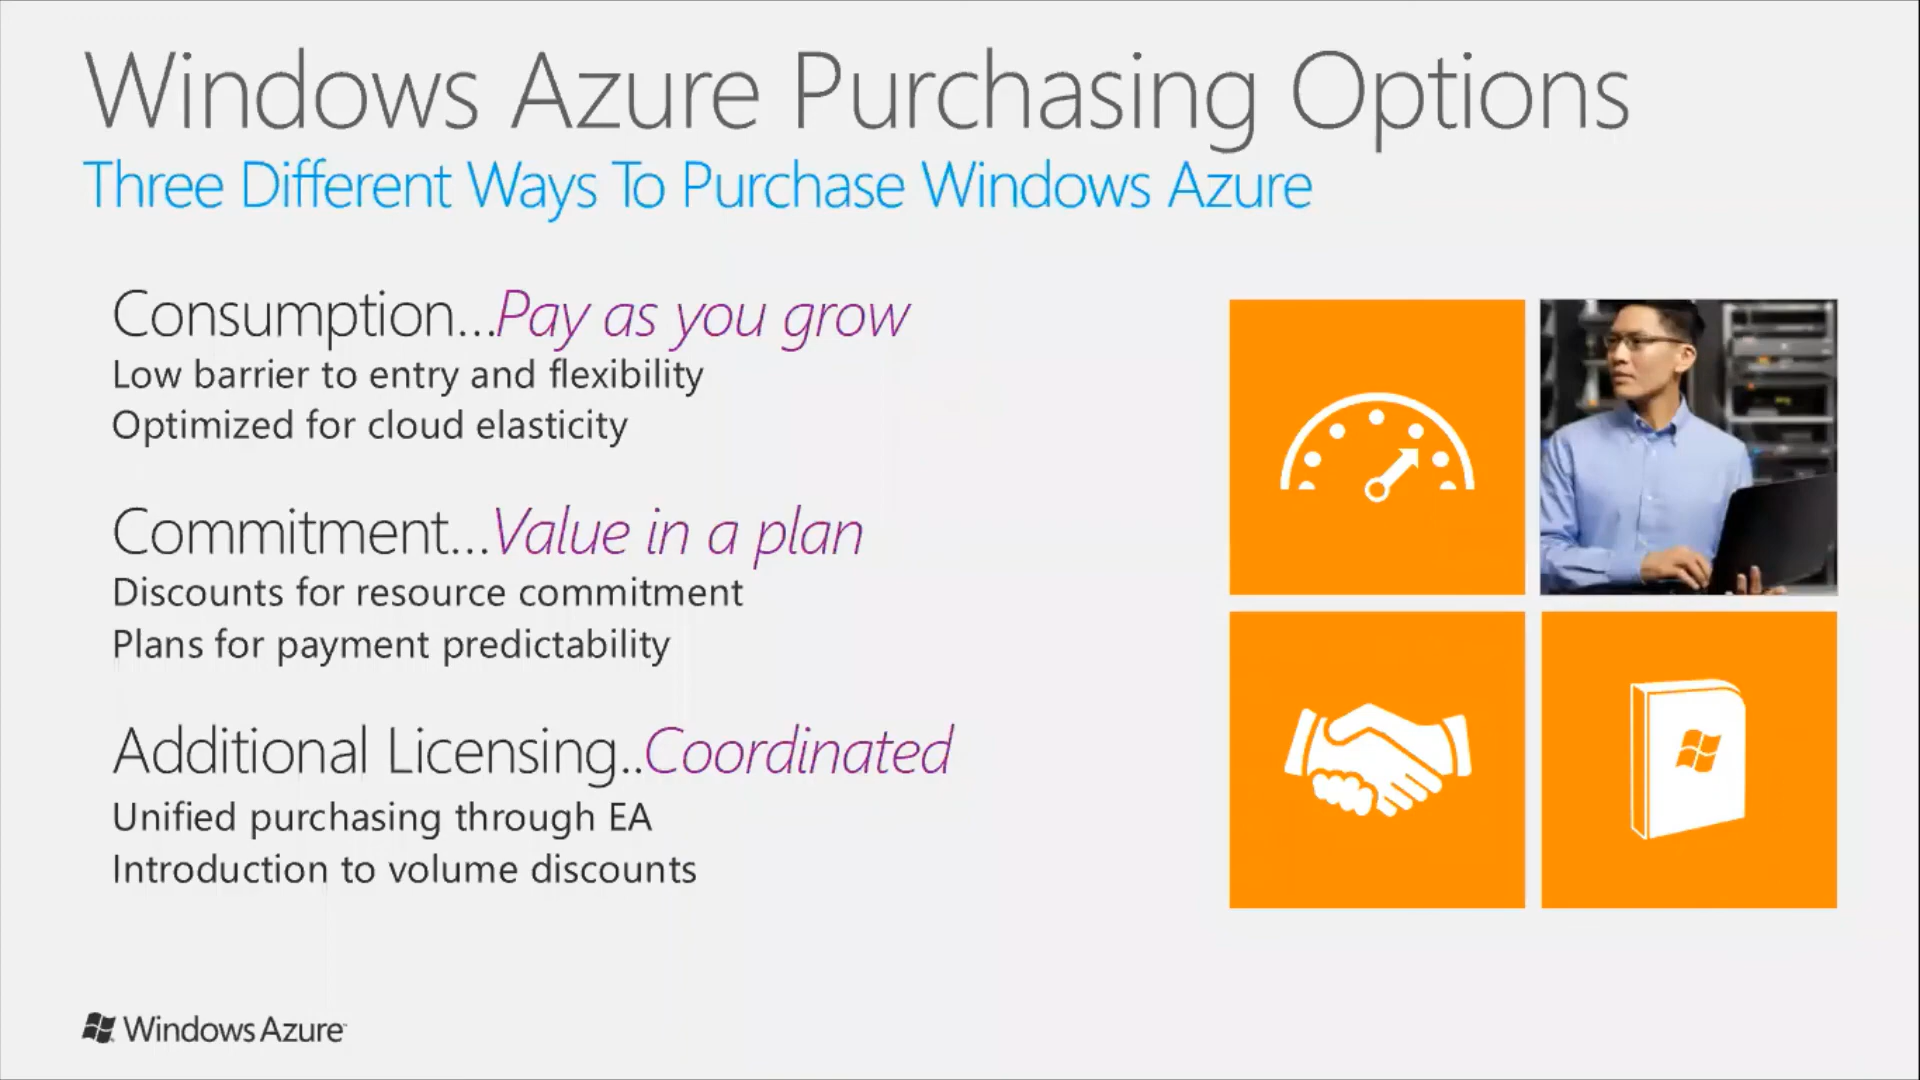 Windows Azure Purchasing Options
Three Different Ways To Purchase Windows Azure
Consumption...Pay as you grow
Low barrier to entry and flexibility
Optimized for cloud elasticity
Commitment...Value in a plan
Discounts for resource commitment
Plans for payment predictability
Additional Licensing..Coordinated
Unified purchasing through EA
Introduction to volume discounts
Windows Azure